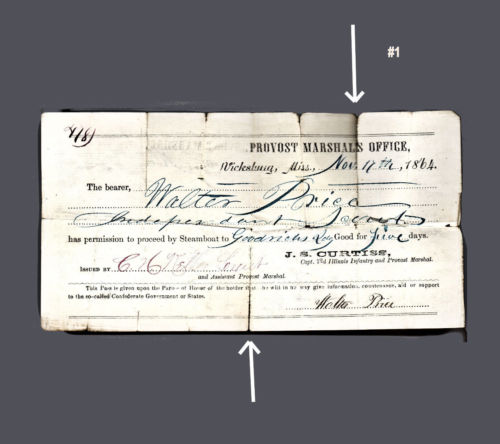 #1
PROVOST MARSHAL'S OFFICE,
Vicksburg, Miss., Nov. 11th, 1864.
The bearer, Walter Price
Independent Scouts
has permission to proceed by Steamboat to Goodrichs Ldg Good for five days.
J. S. CURTISS,
Capt. Illinois Infantry and Provost Marshal.
ISSUED BY
and Assistant Provost Marshal.
This Pass is given upon the Parole of Honor of the holder that he will in no way give information, countenance, aid or support
to the so-called Confederate Government or States.
Walter Price